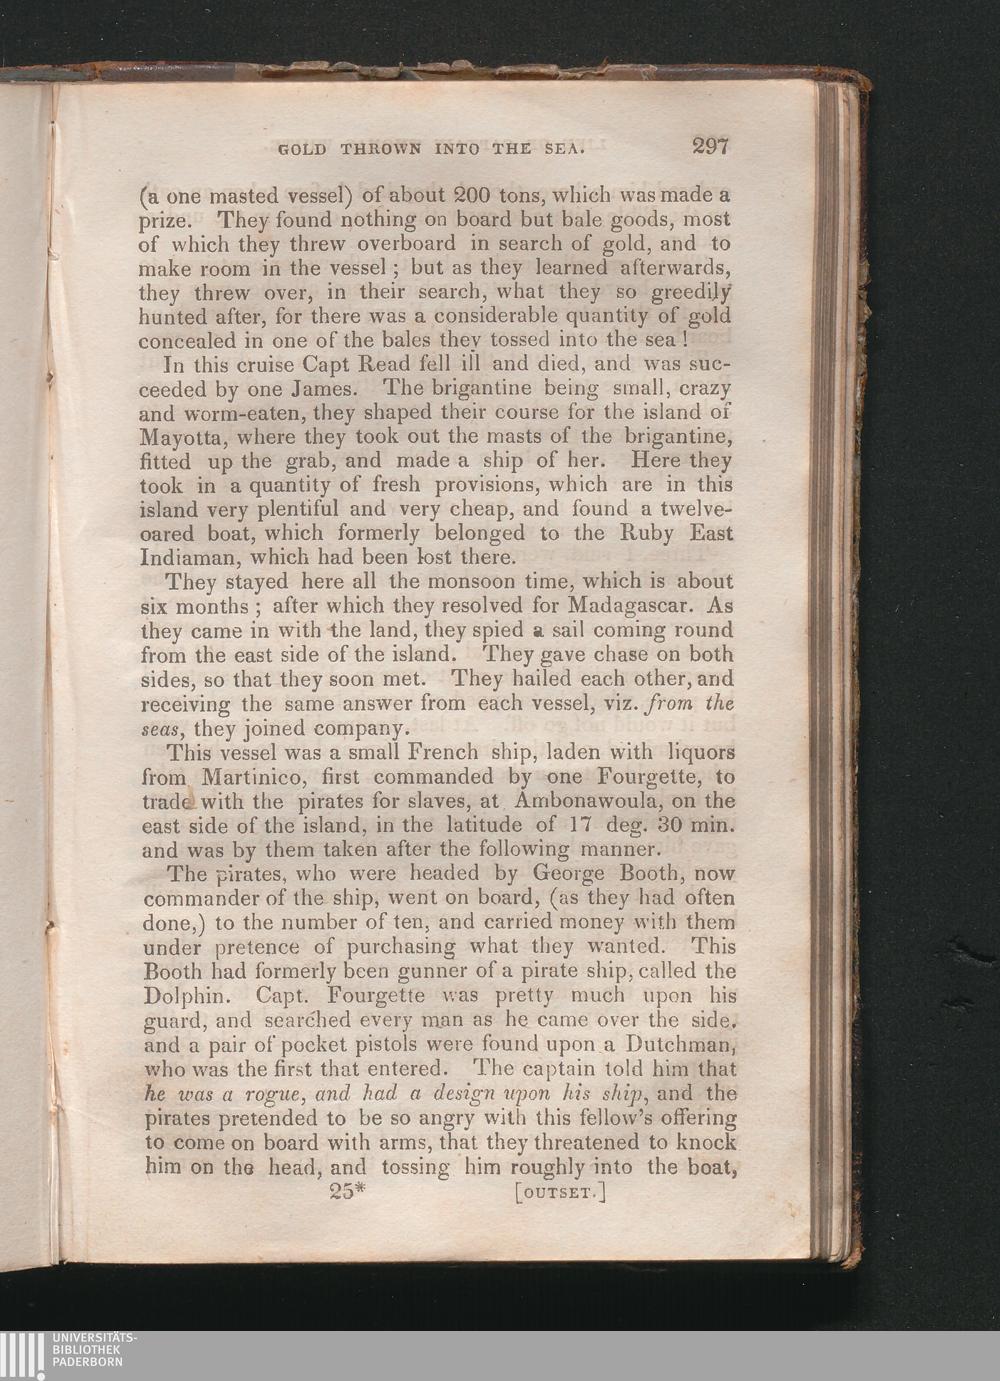 GOLD THROWN INTO THE SEA. 297
(a one masted vessel) of about 200 tons, which was made a
prize. They found nothing on board but bale goods, most
of which they threw overboard in search of gold, and to
make room in the vessel; but as they learned afterwards,
they threw over, in their search, what they so greedily
hunted after, for there was a considerable quantity of gold
concealed in one of the bales they tossed into the sea!
In this cruise Capt Read fell ill and died, and was suc-
ceeded by one James. The brigantine being small, crazy
and worm-eaten, they shaped their course for the island of
Mayotta, where they took out the masts of the brigantine,
fitted up the grab, and made a ship of her. Here they
took in a quantity of fresh provisions, which are in this
island very plentiful and very cheap, and found a twelve-
oared boat, which formerly belonged to the Ruby East
Indiaman, which had been lost there.
They stayed here all the monsoon time, which is about
six months; after which they resolved for Madagascar. As
they came in with the land, they spied a sail coming round
from the east side of the island. They gave chase on both
sides, so that they soon met. They hailed each other, and
receiving the same answer from each vessel, viz. from the
seas, they joined company.
This vessel was a small French ship, laden with liquors
from Martinico, first commanded by one Fourgette, to
trade with the pirates for slaves, at Ambonawoula, on the
east side of the island, in the latitude of 17 deg. 30 min.
and was by them taken after the following manner.
The pirates, who were headed by George Booth, now
commander of the ship, went on board, (as they had often
done,) to the number of ten, and carried money with them
under pretence of purchasing what they wanted. This
Booth had formerly been gunner of a pirate ship, called the
Dolphin. Capt. Fourgette was pretty much upon his
guard, and searched every man as he came over the side,
and a pair of pocket pistols were found upon a Dutchman,
who was the first that entered. The captain told him that
he was a rogue, and had a design upon his ship, and the
pirates pretended to be so angry with this fellow's offering
to come on board with arms, that they threatened to knock
him on the head, and tossing him roughly into the boat,
25* [OUTSET.]
UNIVERSITÄTS-
BIBLIOTHEK
PADERBORN